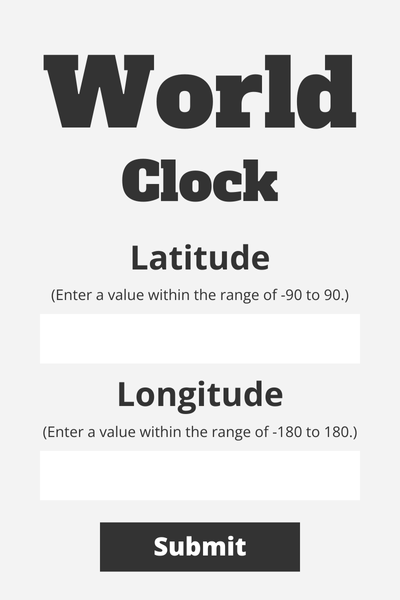 World
Clock
Latitude
(Enter a value within the range of -90 to 90.)
Longitude
(Enter a value within the range of -180 to 180.)
Submit